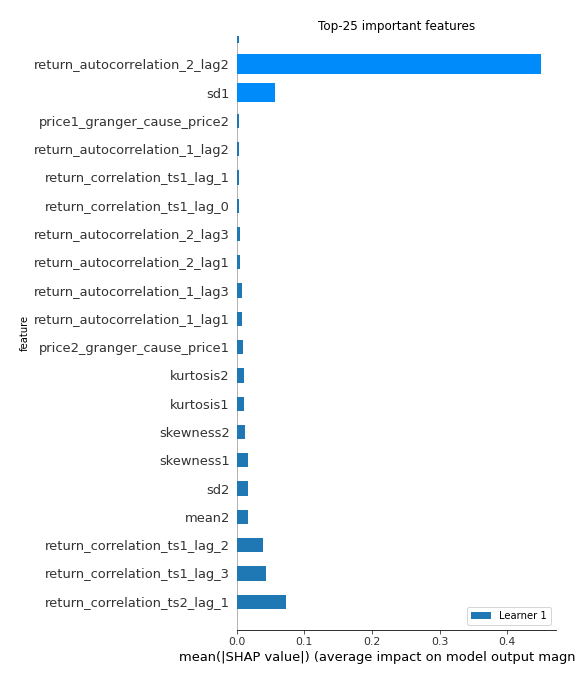 Top-25 important features
return_autocorrelation_2_lag2
sd1
price1_granger_cause_price2
return_autocorrelation_1_lag2
return_correlation_ts1_lag_1
return_correlation_ts1_lag_0
return_autocorrelation_2_lag3
return_autocorrelation_2_lag1
return_autocorrelation_1_lag3
return_autocorrelation_1_lag1
price2_granger_cause_price1
kurtosis2
kurtosis1
skewness2
skewness1
sd2
mean2
return_correlation_ts1_lag_2
return_correlation_ts1_lag_3
return_correlation_ts2_lag_1
feature
Learner 1
0.0 0.1 0.2 0.3 0.4
mean(|SHAP value|) (average impact on model output magn